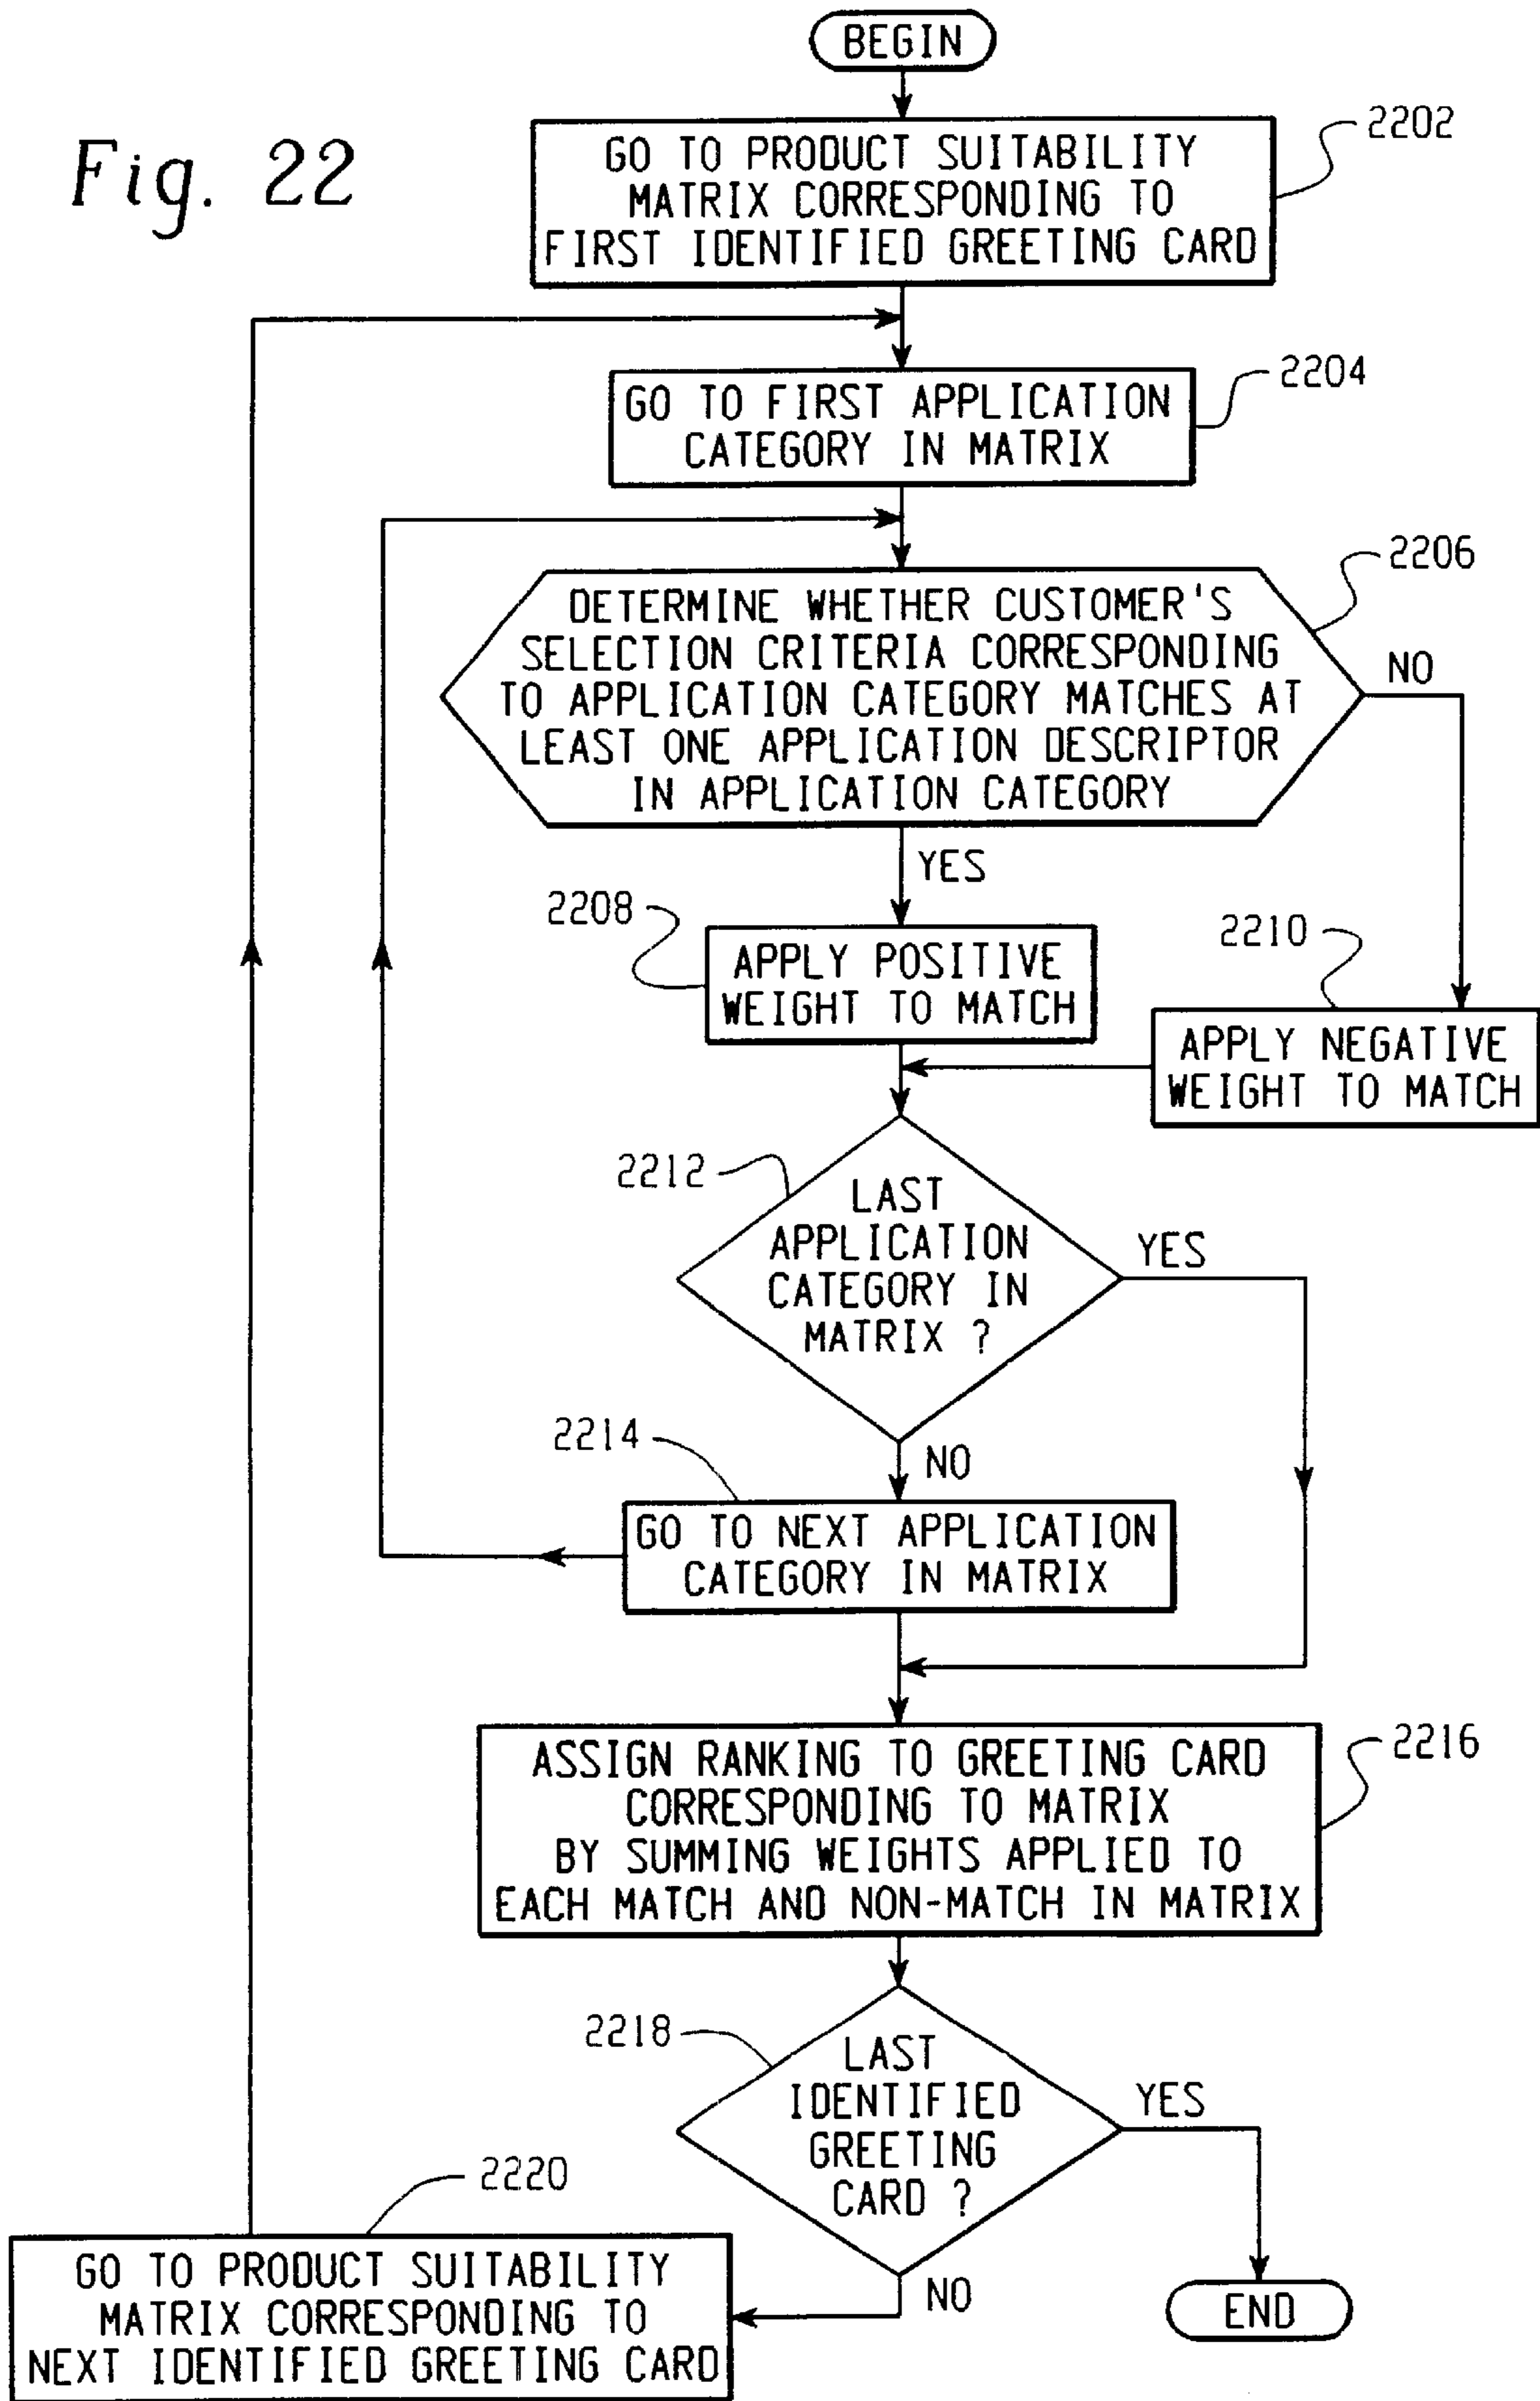 BEGIN
Fig. 22
2202
GO TO PRODUCT SUITABILITY
MATRIX CORRESPONDING TO
FIRST IDENTIFIED GREETING CARD
2204
GO TO FIRST APPLICATION
CATEGORY IN MATRIX
2206
DETERMINE WHETHER CUSTOMER'S
SELECTION CRITERIA CORRESPONDING
TO APPLICATION CATEGORY MATCHES AT
LEAST ONE APPLICATION DESCRIPTOR
IN APPLICATION CATEGORY
NO
YES
2208
APPLY POSITIVE
WEIGHT TO MATCH
2210
APPLY NEGATIVE
WEIGHT TO MATCH
2212
LAST
APPLICATION
CATEGORY IN
MATRIX ?
YES
NO
2214
GO TO NEXT APPLICATION
CATEGORY IN MATRIX
2216
ASSIGN RANKING TO GREETING CARD
CORRESPONDING TO MATRIX
BY SUMMING WEIGHTS APPLIED TO
EACH MATCH AND NON-MATCH IN MATRIX
2218
LAST
IDENTIFIED
GREETING
CARD ?
YES
NO
2220
GO TO PRODUCT SUITABILITY
MATRIX CORRESPONDING TO
NEXT IDENTIFIED GREETING CARD
END